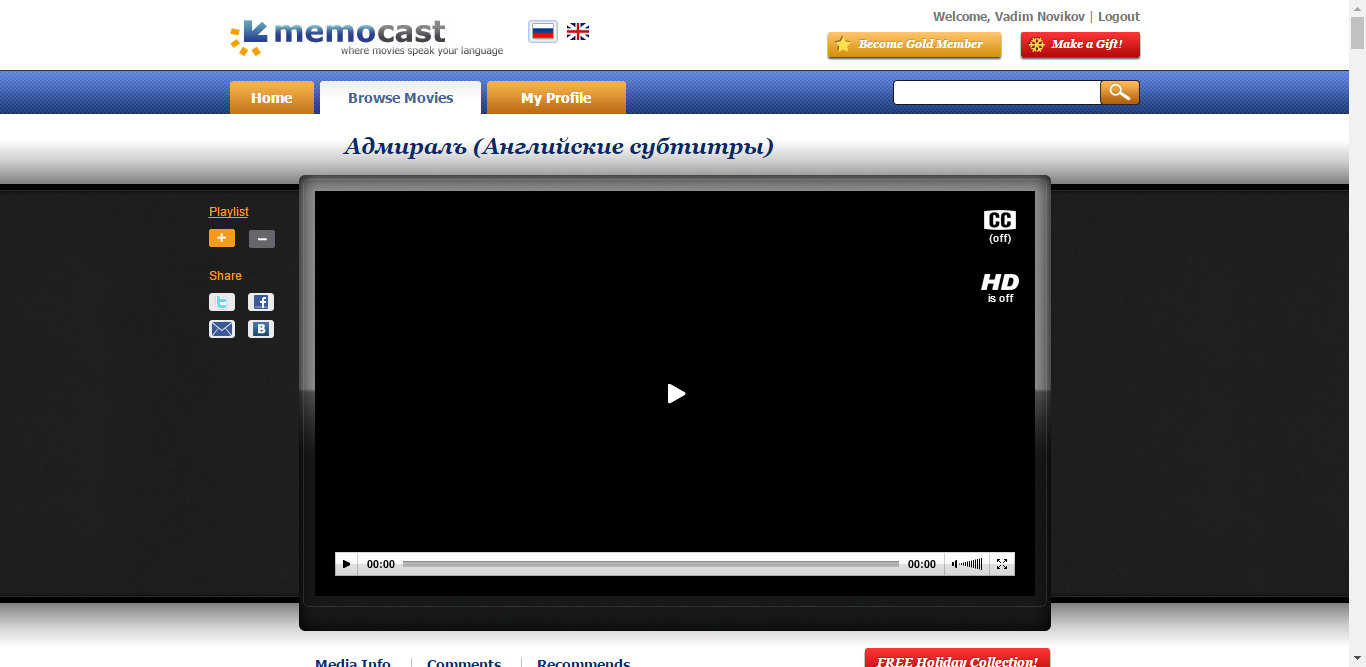 memocast
where movies speak your language
Welcome, Vadim Novikov | Logout
Become Gold Member
Make a Gift!
Home
Browse Movies
My Profile
Адмиралъ (Английские субтитры)
Playlist
+
−
Share
CC
(off)
HD
is off
t
f
B
00:00
00:00
Media Info
Comments
Recommends
FREE Holiday Collection!